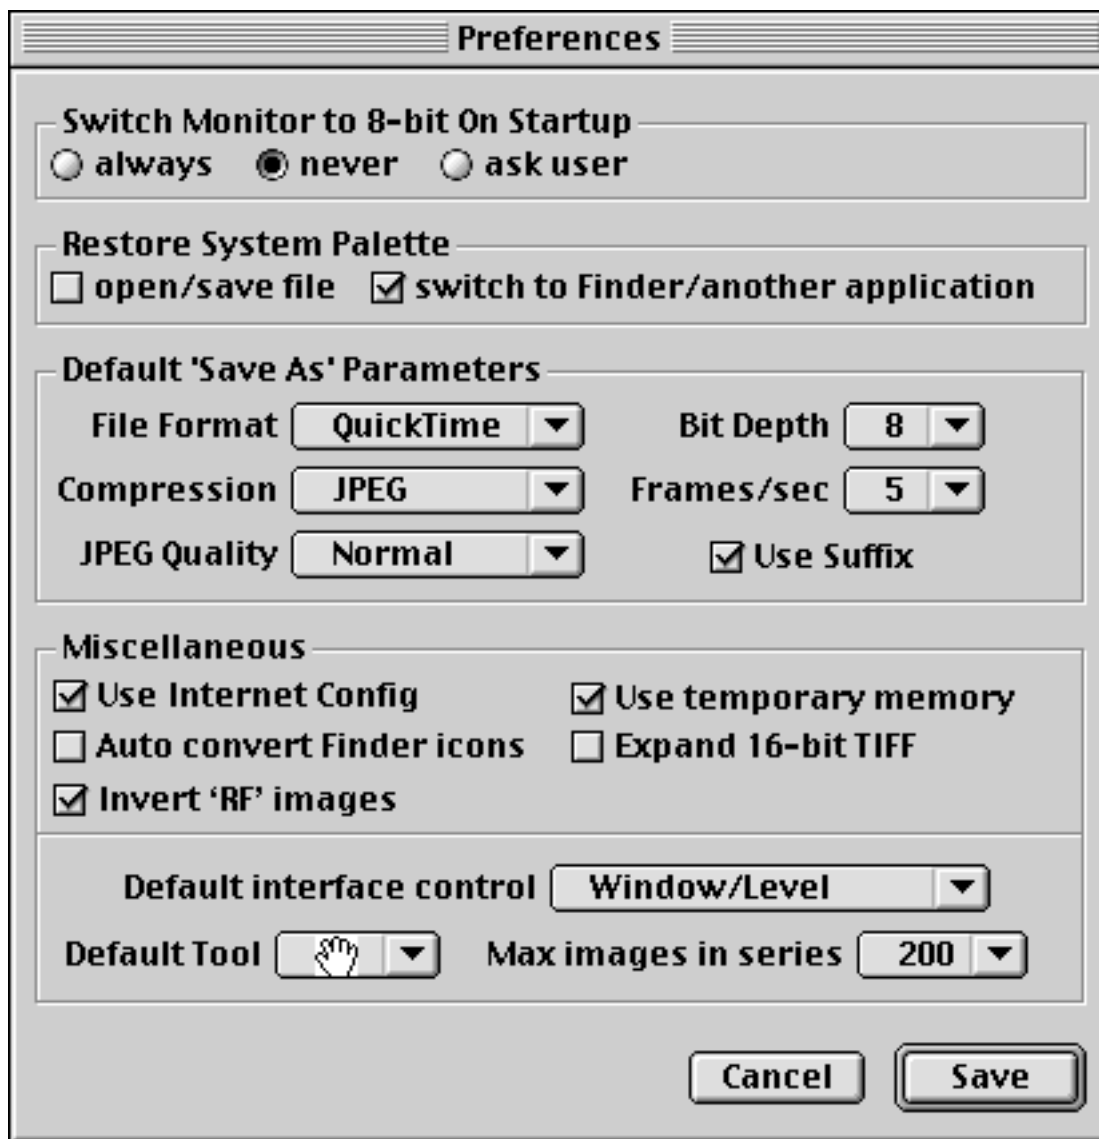 Preferences
Switch Monitor to 8-bit On Startup
always never ask user
Restore System Palette
open/save file switch to Finder/another application
Default 'Save As' Parameters
File Format QuickTime Bit Depth 8
Compression JPEG Frames/sec 5
JPEG Quality Normal Use Suffix
Miscellaneous
Use Internet Config Use temporary memory
Auto convert Finder icons Expand 16-bit TIFF
Invert ‘RF’ images
Default interface control Window/Level
Default Tool Max images in series 200
Cancel Save